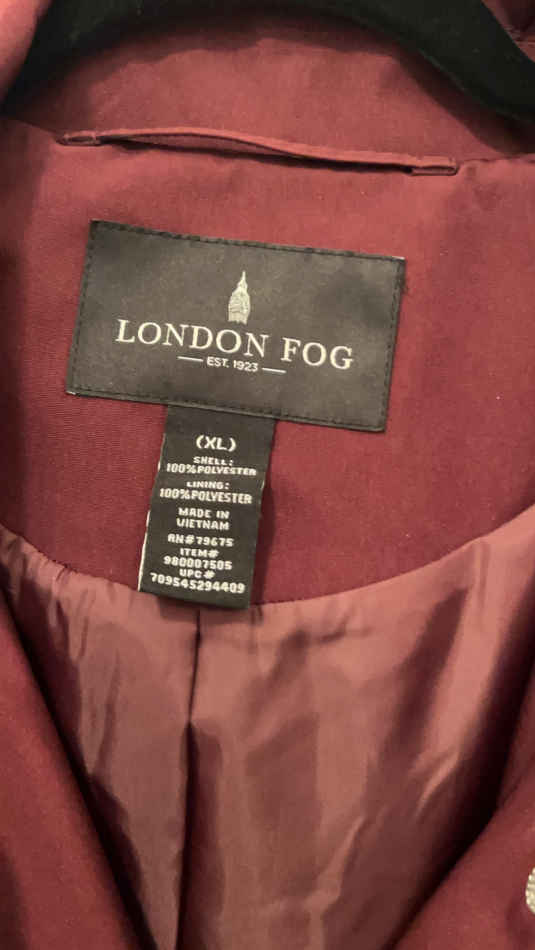 LONDON FOG
EST. 1923
(XL)
SHELL:
100%POLYESTER
LINING:
100%POLYESTER
MADE IN
VIETNAM
RN#79675
ITEM#
980007505
UPC#
709545294409